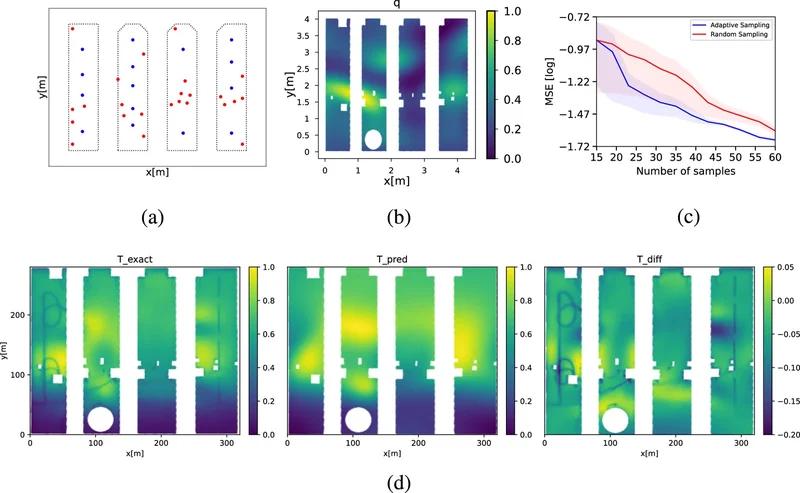 y[m]
x[m]
(a)
q
4
3.5
3
2.5
2
1.5
1
0.5
0
y[m]
0
1
2
3
4
x[m]
1.0
0.8
0.6
0.4
0.2
0.0
(b)
−0.72
−0.97
−1.22
−1.47
−1.72
MSE [log]
Adaptive Sampling
Random Sampling
15 20 25 30 35 40 45 50 55 60
Number of samples
(c)
T_exact
200
100
0
y[m]
0 100 200 300
x[m]
1.0
0.8
0.6
0.4
0.2
0.0
T_pred
0 100 200 300
x[m]
1.0
0.8
0.6
0.4
0.2
0.0
T_diff
0 100 200 300
x[m]
0.05
0.00
−0.05
−0.10
−0.15
−0.20
(d)